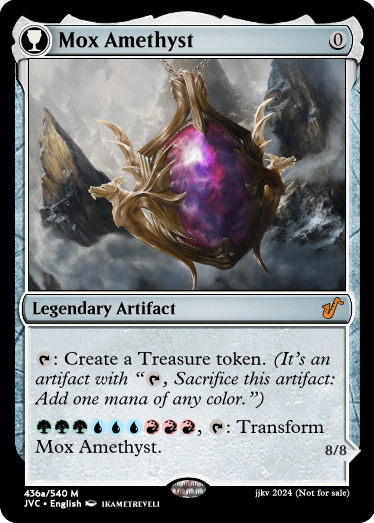 Mox Amethyst 0
Legendary Artifact
: Create a Treasure token. (It's an
artifact with “, Sacrifice this artifact:
Add one mana of any color.”)
, : Transform
Mox Amethyst.
8/8
436a/540 M
JVC • English IKAMETREVELI
jjkv 2024 (Not for sale)